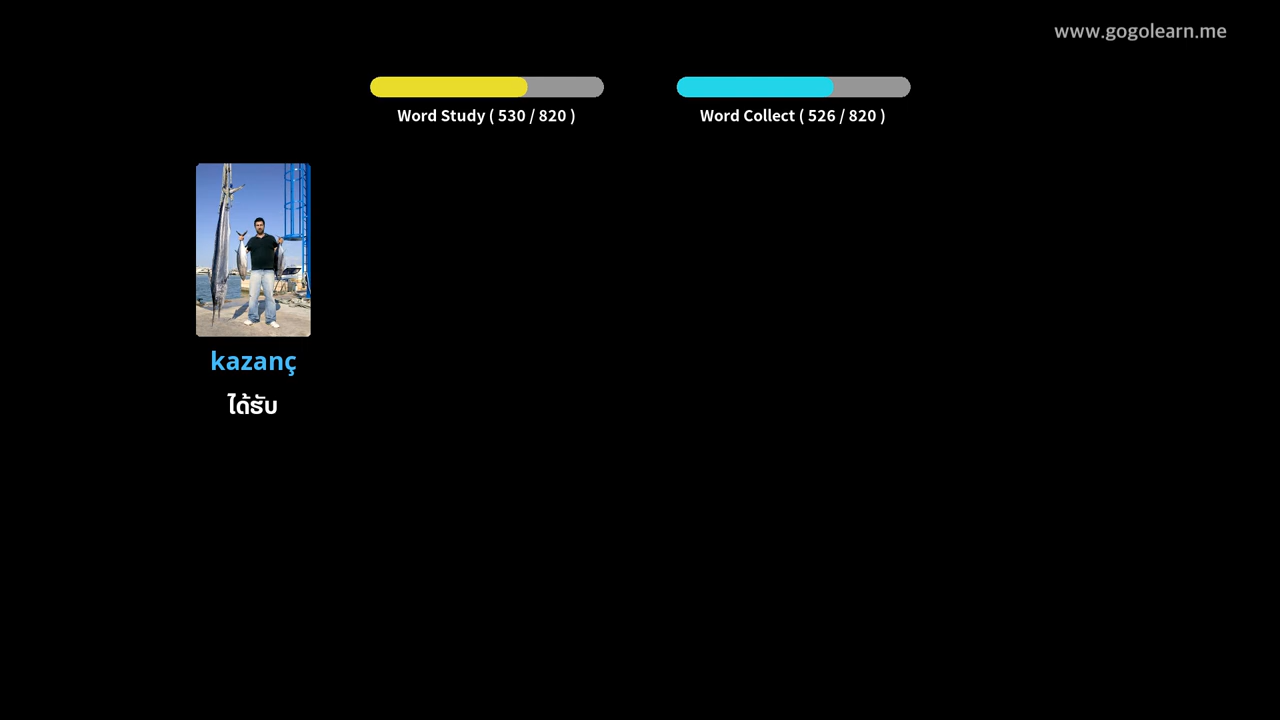 www.gogolearn.me
Word Study ( 530 / 820 )
Word Collect ( 526 / 820 )
kazanç
ได้รับ